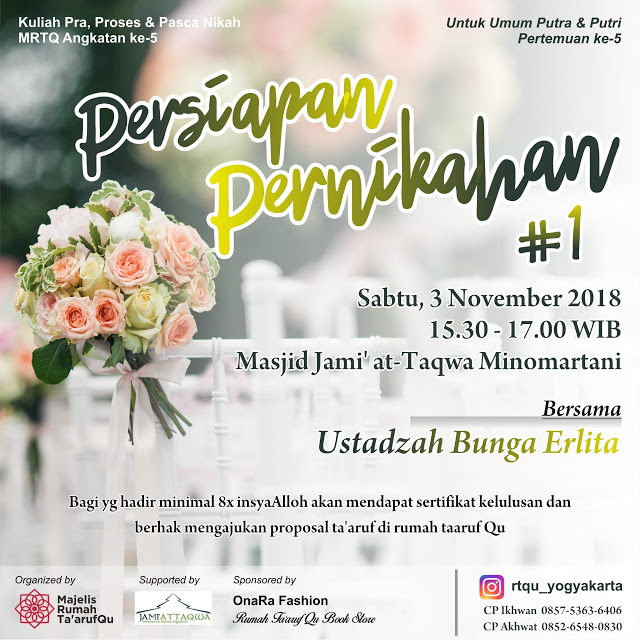 Kuliah Pra, Proses & Pasca Nikah
MRTQ Angkatan ke-5
Untuk Umum Putra & Putri
Pertemuan ke-5
Persiapan
Pernikahan
#1
Sabtu, 3 November 2018
15.30 - 17.00 WIB
Masjid Jami' at-Taqwa Minomartani
Bersama
Ustadzah Bunga Erlita
Bagi yg hadir minimal 8x insyaAlloh akan mendapat sertifikat kelulusan dan
berhak mengajukan proposal ta'aruf di rumah taaruf Qu
Organized by
Majelis
Rumah
Ta'arufQu
Supported by
JAMI'ATTAQWA
Sponsored by
OnaRa Fashion
Rumah Ta'aruf Qu Book Store
rtqu_yogyakarta
CP Ikhwan 0857-5363-6406
CP Akhwat 0852-6548-0830